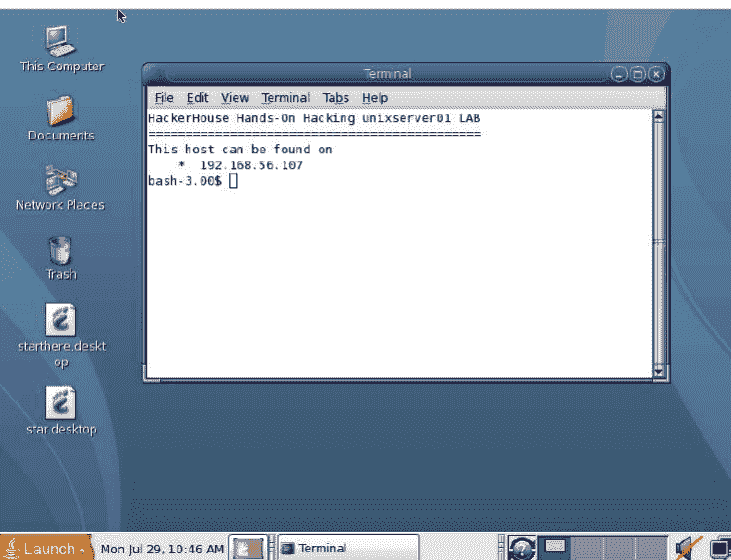 This Computer
Documents
Network Places
Trash
starthere.deskt
op
star.desktop
Terminal
File Edit View Terminal Tabs Help
HackerHouse Hands-On Hacking unixserver01 LAB
=============================================
This host can be found on
* 192.168.56.107
bash-3.00$
Launch
Mon Jul 29, 10:46 AM
Terminal